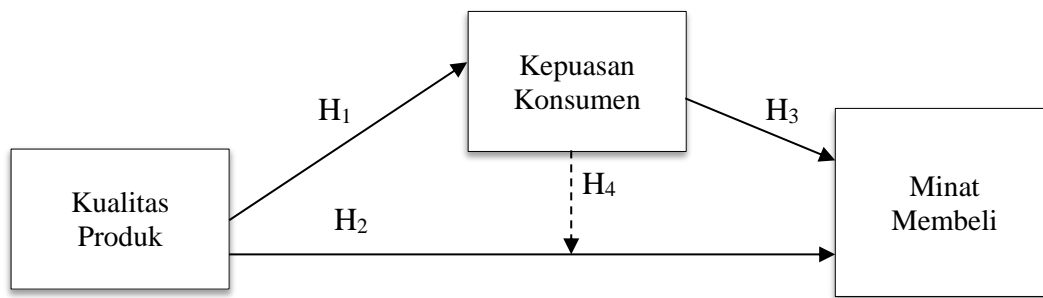 Kepuasan
Konsumen
H1
H3
H4
Kualitas
Produk
H2
Minat
Membeli